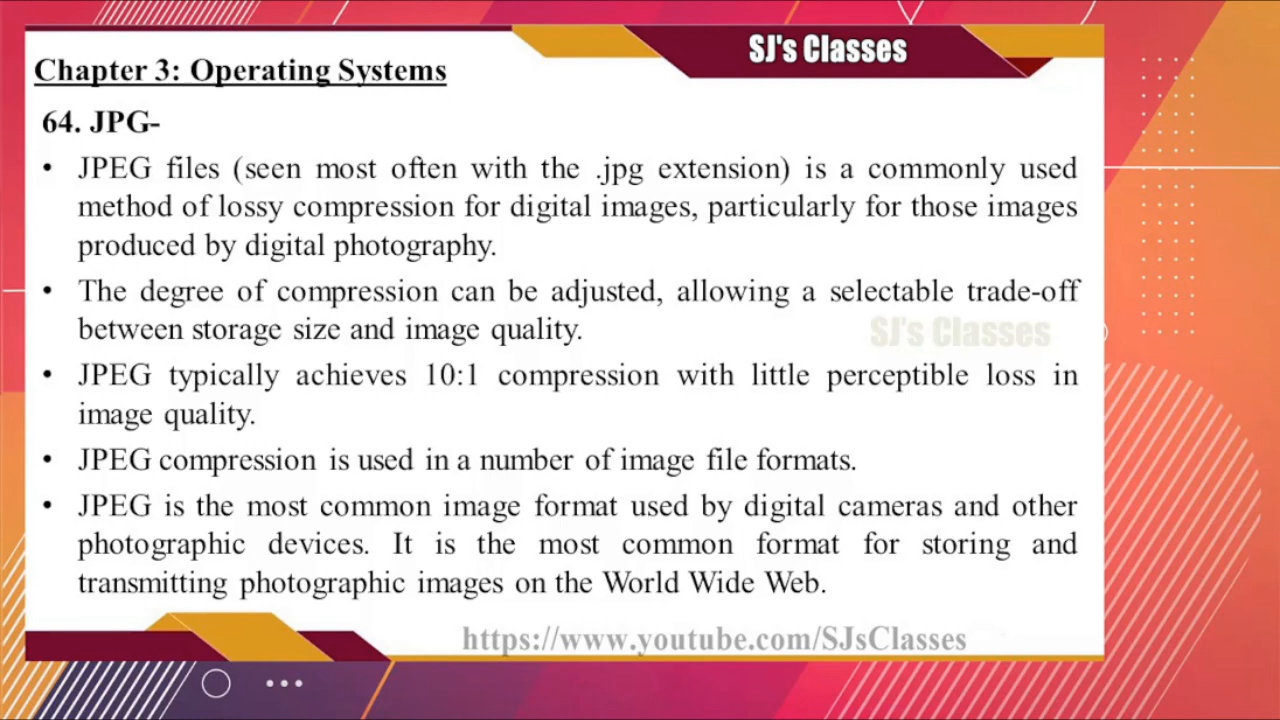 SJ's Classes
Chapter 3: Operating Systems
64. JPG-
• JPEG files (seen most often with the .jpg extension) is a commonly used
method of lossy compression for digital images, particularly for those images
produced by digital photography.
• The degree of compression can be adjusted, allowing a selectable trade-off
between storage size and image quality.
SJ's Classes
• JPEG typically achieves 10:1 compression with little perceptible loss in
image quality.
• JPEG compression is used in a number of image file formats.
• JPEG is the most common image format used by digital cameras and other
photographic devices. It is the most common format for storing and
transmitting photographic images on the World Wide Web.
https://www.youtube.com/SJsClasses